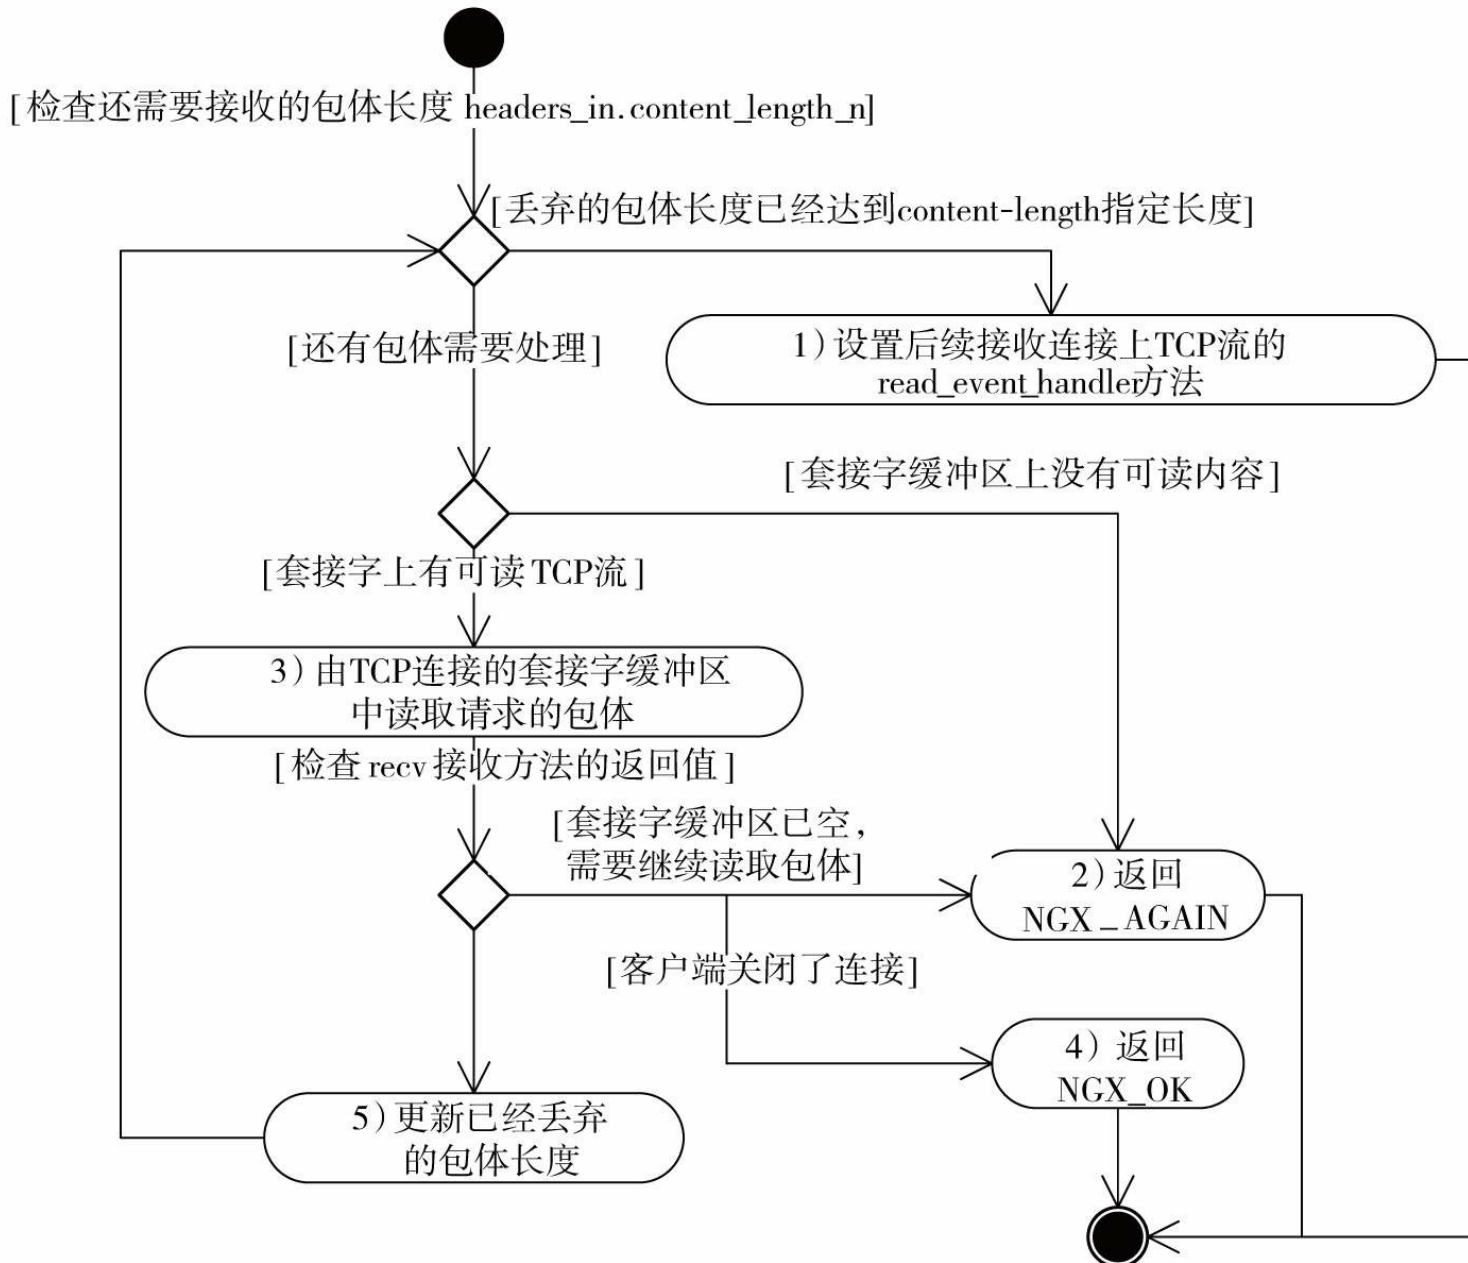 [检查还需要接收的包体长度 headers_in.content_length_n]
[丢弃的包体长度已经达到content-length指定长度]
[还有包体需要处理]
1)设置后续接收连接上TCP流的
read_event_handler方法
[套接字缓冲区上没有可读内容]
[套接字上有可读TCP流]
3)由TCP连接的套接字缓冲区
中读取请求的包体
[检查recv接收方法的返回值]
[套接字缓冲区已空，
需要继续读取包体]
2)返回
NGX_AGAIN
[客户端关闭了连接]
4)返回
NGX_OK
5)更新已经丢弃
的包体长度